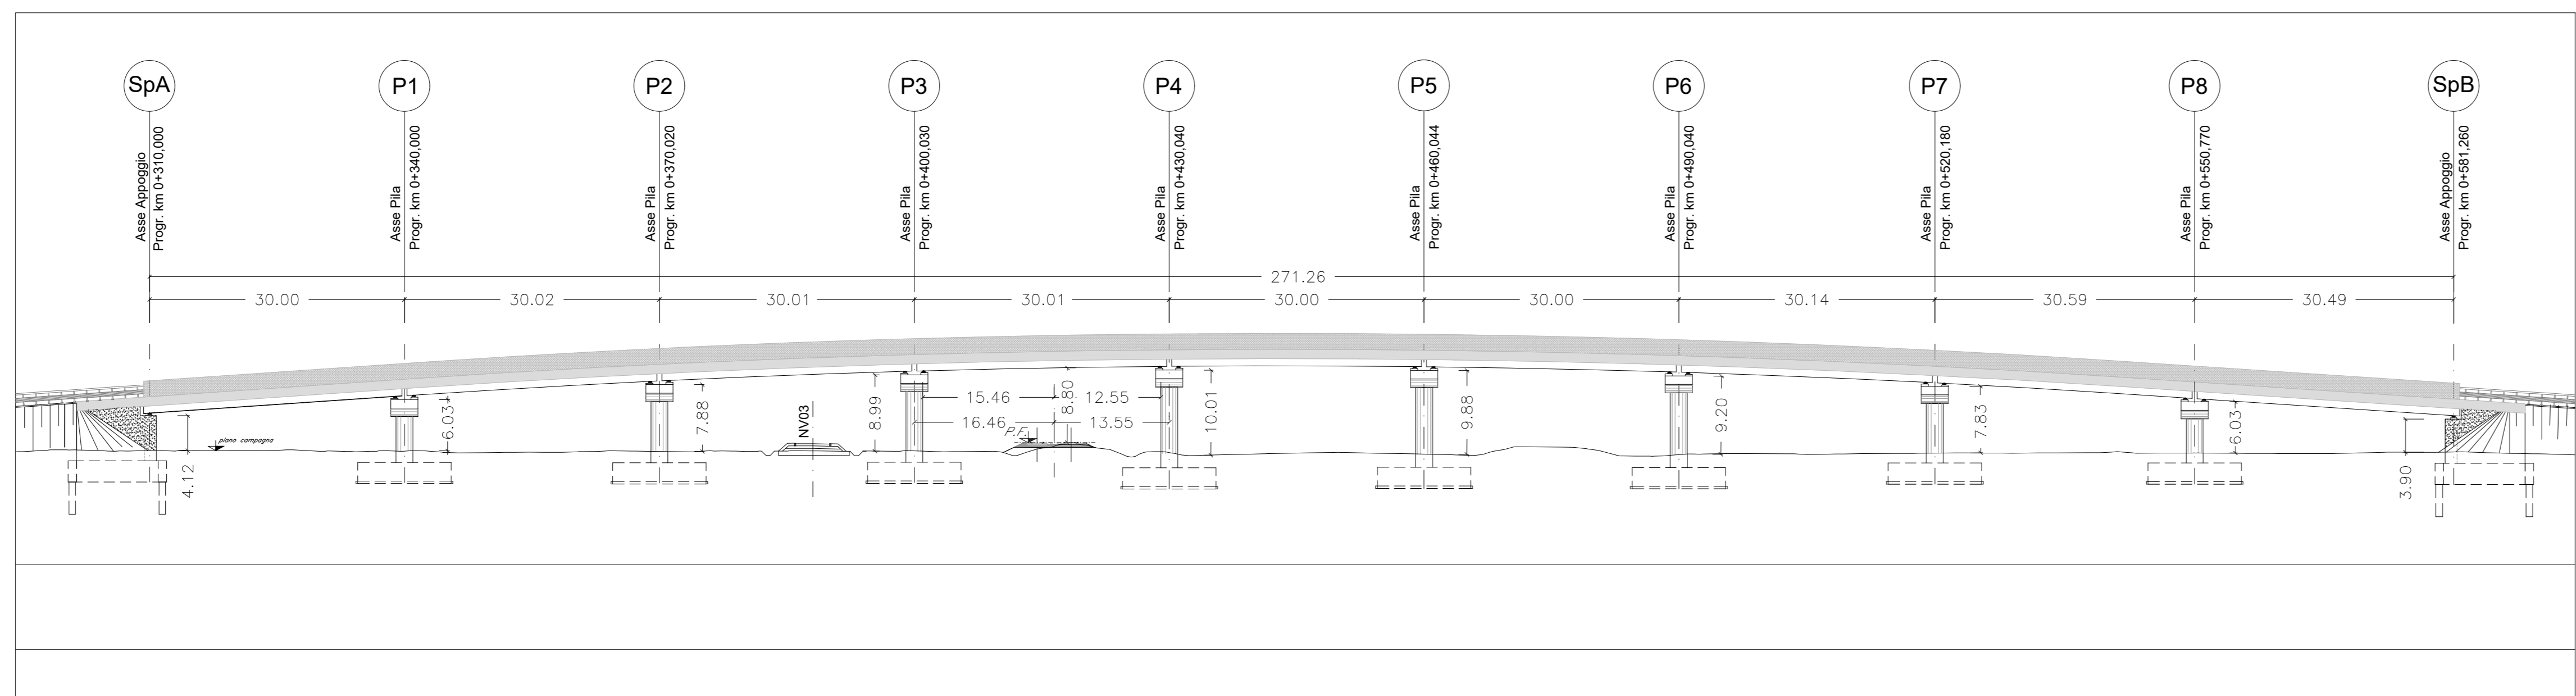 SpA
P1
P2
P3
P4
P5
P6
P7
P8
SpB
Asse Appoggio
Progr. km 0+310,000
Asse Pila
Progr. km 0+340,000
Asse Pila
Progr. km 0+370,020
Asse Pila
Progr. km 0+400,030
Asse Pila
Progr. km 0+430,040
Asse Pila
Progr. km 0+460,044
Asse Pila
Progr. km 0+490,040
Asse Pila
Progr. km 0+520,180
Asse Pila
Progr. km 0+550,770
Asse Appoggio
Progr. km 0+581,260
271.26
30.00
30.02
30.01
30.01
30.00
30.00
30.14
30.59
30.49
piano campagna
4.12
6.03
7.88
NV03
8.99
15.46
12.55
8.80
16.46
13.55
P.F.
10.01
9.88
9.20
7.83
6.03
3.90